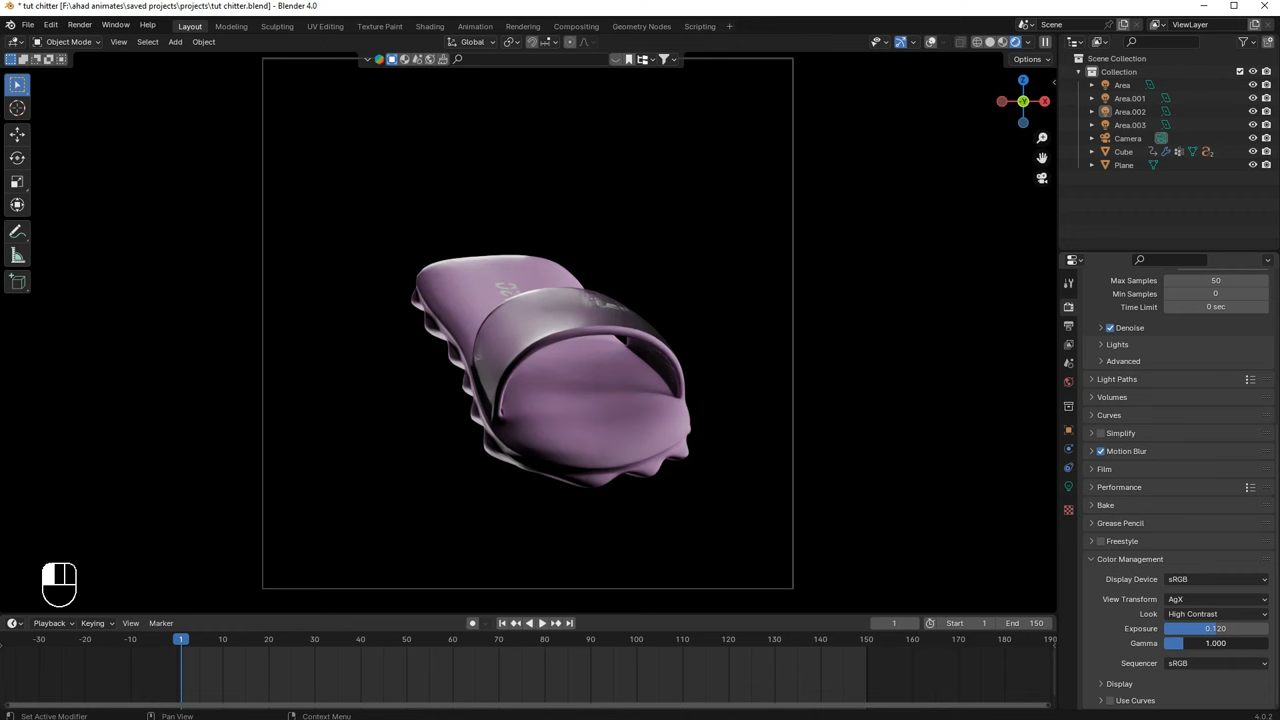 * tut chitter [F:\ahad animates\saved projects\projects\tut chitter.blend] - Blender 4.0
File Edit Render Window Help Layout Modeling Sculpting UV Editing Texture Paint Shading Animation Rendering Compositing Geometry Nodes Scripting + Scene ViewLayer
Object Mode View Select Add Object Global
Options
Z
X
-Y
Scene Collection
Collection
Area
Area.001
Area.002
Area.003
Camera
Cube 2
Plane
Max Samples 50
Min Samples 0
Time Limit 0 sec
Denoise
Lights
Advanced
Light Paths
Volumes
Curves
Simplify
Motion Blur
Film
Performance
Bake
Grease Pencil
Freestyle
Color Management
Display Device sRGB
View Transform AgX
Look High Contrast
Exposure 0.120
Gamma 1.000
Sequencer sRGB
Display
Use Curves
Playback Keying View Marker 1 Start 1 End 150
-30 -20 -10 1 10 20 30 40 50 60 70 80 90 100 110 120 130 140 150 160 170 180 190
Set Active Modifier Pan View Context Menu 4.0.2